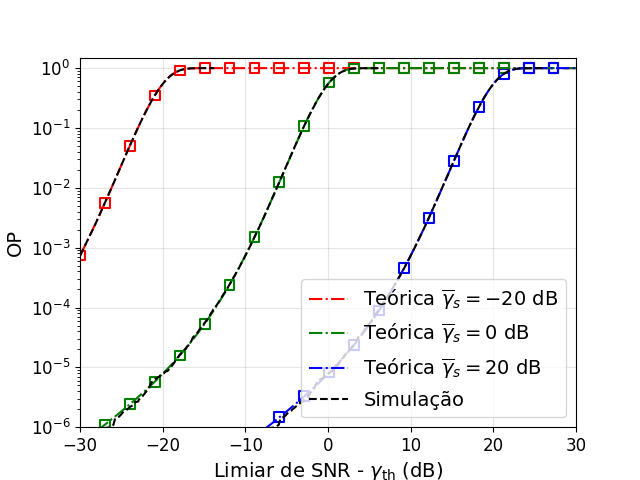 10⁰
10⁻¹
10⁻²
10⁻³
10⁻⁴
10⁻⁵
10⁻⁶
OP
−30 −20 −10 0 10 20 30
Limiar de SNR - γ_th (dB)
Teórica γ̅_s = −20 dB
Teórica γ̅_s = 0 dB
Teórica γ̅_s = 20 dB
Simulação